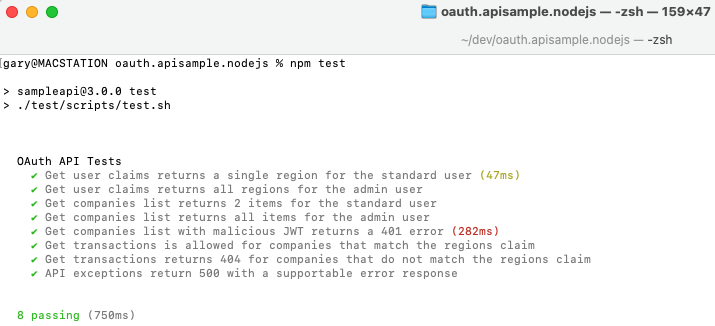 oauth.apisample.nodejs — -zsh — 159×47
~/dev/oauth.apisample.nodejs — -zsh
[gary@MACSTATION oauth.apisample.nodejs % npm test
> sampleapi@3.0.0 test
> ./test/scripts/test.sh
OAuth API Tests
✔ Get user claims returns a single region for the standard user (47ms)
✔ Get user claims returns all regions for the admin user
✔ Get companies list returns 2 items for the standard user
✔ Get companies list returns all items for the admin user
✔ Get companies list with malicious JWT returns a 401 error (282ms)
✔ Get transactions is allowed for companies that match the regions claim
✔ Get transactions returns 404 for companies that do not match the regions claim
✔ API exceptions return 500 with a supportable error response
8 passing (750ms)